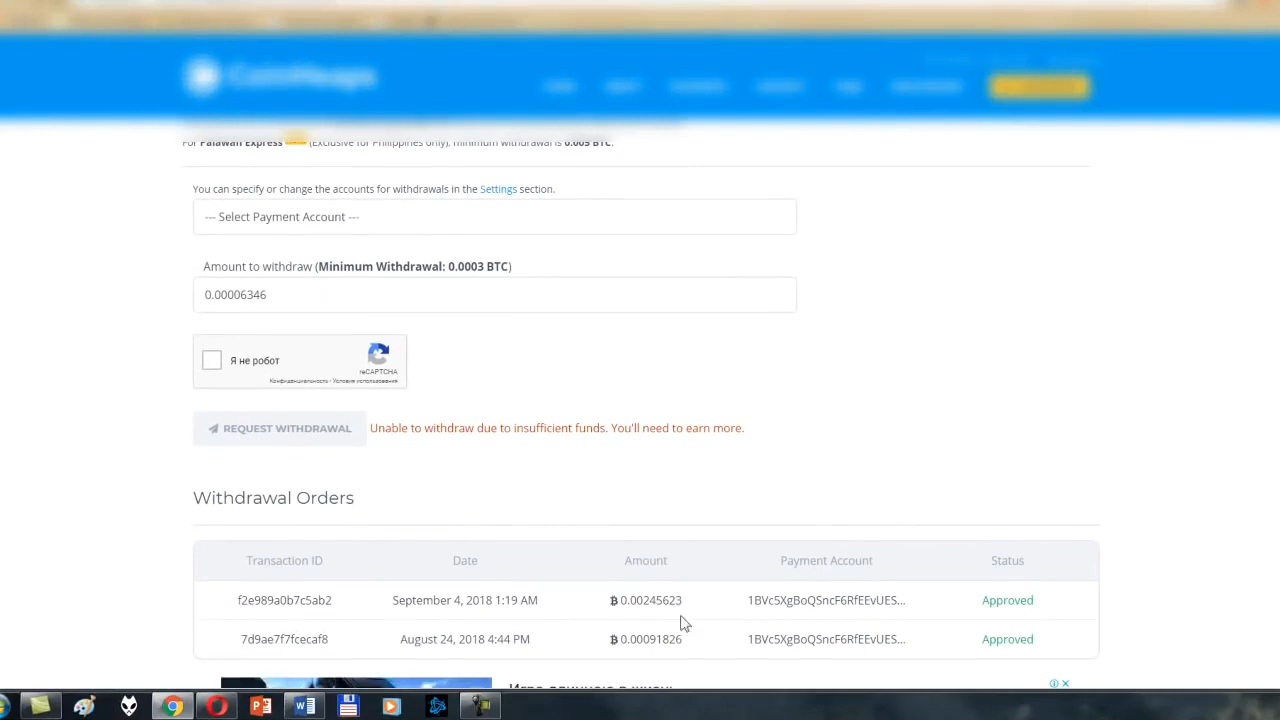 For Palawan Express (Exclusive for Philippines only), minimum withdrawal is 0.005 BTC.
You can specify or change the accounts for withdrawals in the Settings section.
--- Select Payment Account ---
Amount to withdraw (Minimum Withdrawal: 0.0003 BTC)
0.00006346
Я не робот
reCAPTCHA
Конфиденциальность - Условия использования
REQUEST WITHDRAWAL Unable to withdraw due to insufficient funds. You'll need to earn more.
Withdrawal Orders
Transaction ID Date Amount Payment Account Status
f2e989a0b7c5ab2 September 4, 2018 1:19 AM ₿ 0.00245623 1BVc5XgBoQSncF6RfEEvUES... Approved
7d9ae7f7fcecaf8 August 24, 2018 4:44 PM ₿ 0.00091826 1BVc5XgBoQSncF6RfEEvUES... Approved